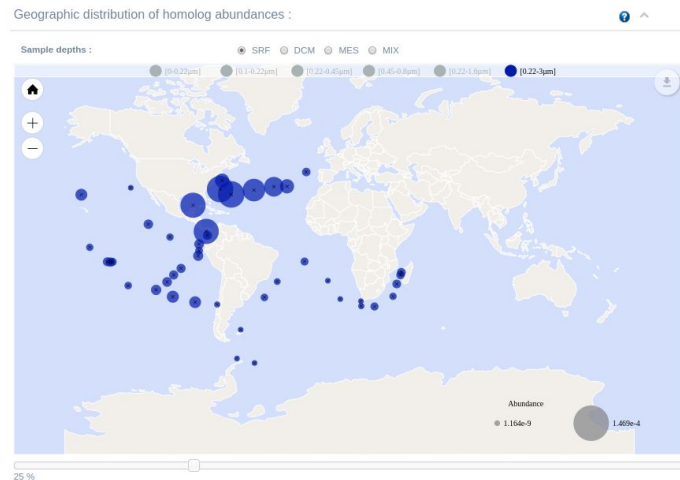 Geographic distribution of homolog abundances :
?
Sample depths :
SRF DCM MES MIX
[0-0.22µm] [0.1-0.22µm] [0.22-0.45µm] [0.45-0.8µm] [0.22-1.6µm] [0.22-3µm]
+
−
Abundance
1.164e-9 1.469e-4
25 %